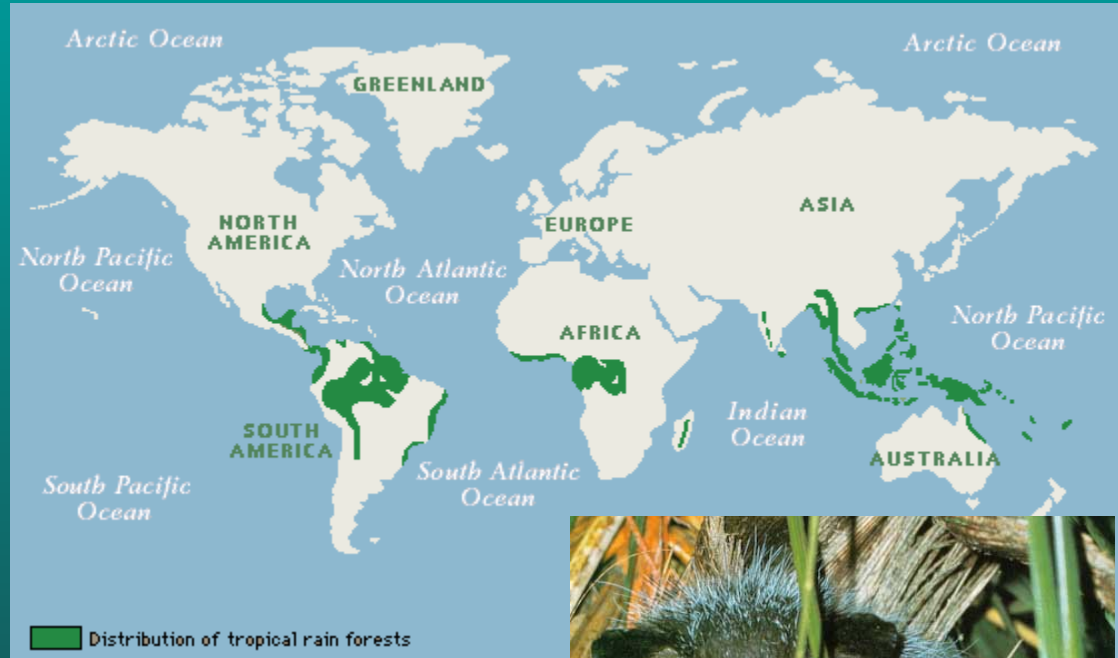 Arctic Ocean
Arctic Ocean
GREENLAND
NORTH
AMERICA
EUROPE
ASIA
North Pacific
Ocean
North Atlantic
Ocean
North Pacific
Ocean
AFRICA
Indian
Ocean
SOUTH
AMERICA
AUSTRALIA
South Pacific
Ocean
South Atlantic
Ocean
Distribution of tropical rain forests